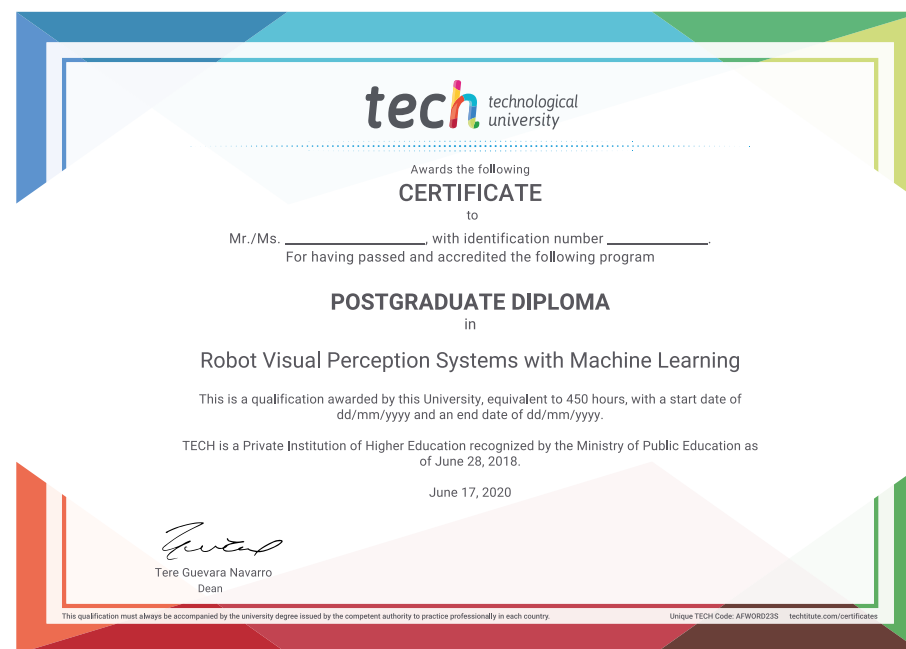 tech technological
university
Awards the following
CERTIFICATE
to
Mr./Ms. ____________________, with identification number ______________.
For having passed and accredited the following program
POSTGRADUATE DIPLOMA
in
Robot Visual Perception Systems with Machine Learning
This is a qualification awarded by this University, equivalent to 450 hours, with a start date of
dd/mm/yyyy and an end date of dd/mm/yyyy.
TECH is a Private Institution of Higher Education recognized by the Ministry of Public Education as
of June 28, 2018.
June 17, 2020
Tere Guevara Navarro
Dean
This qualification must always be accompanied by the university degree issued by the competent authority to practice professionally in each country.
Unique TECH Code: AFWORD23S techtitute.com/certificates